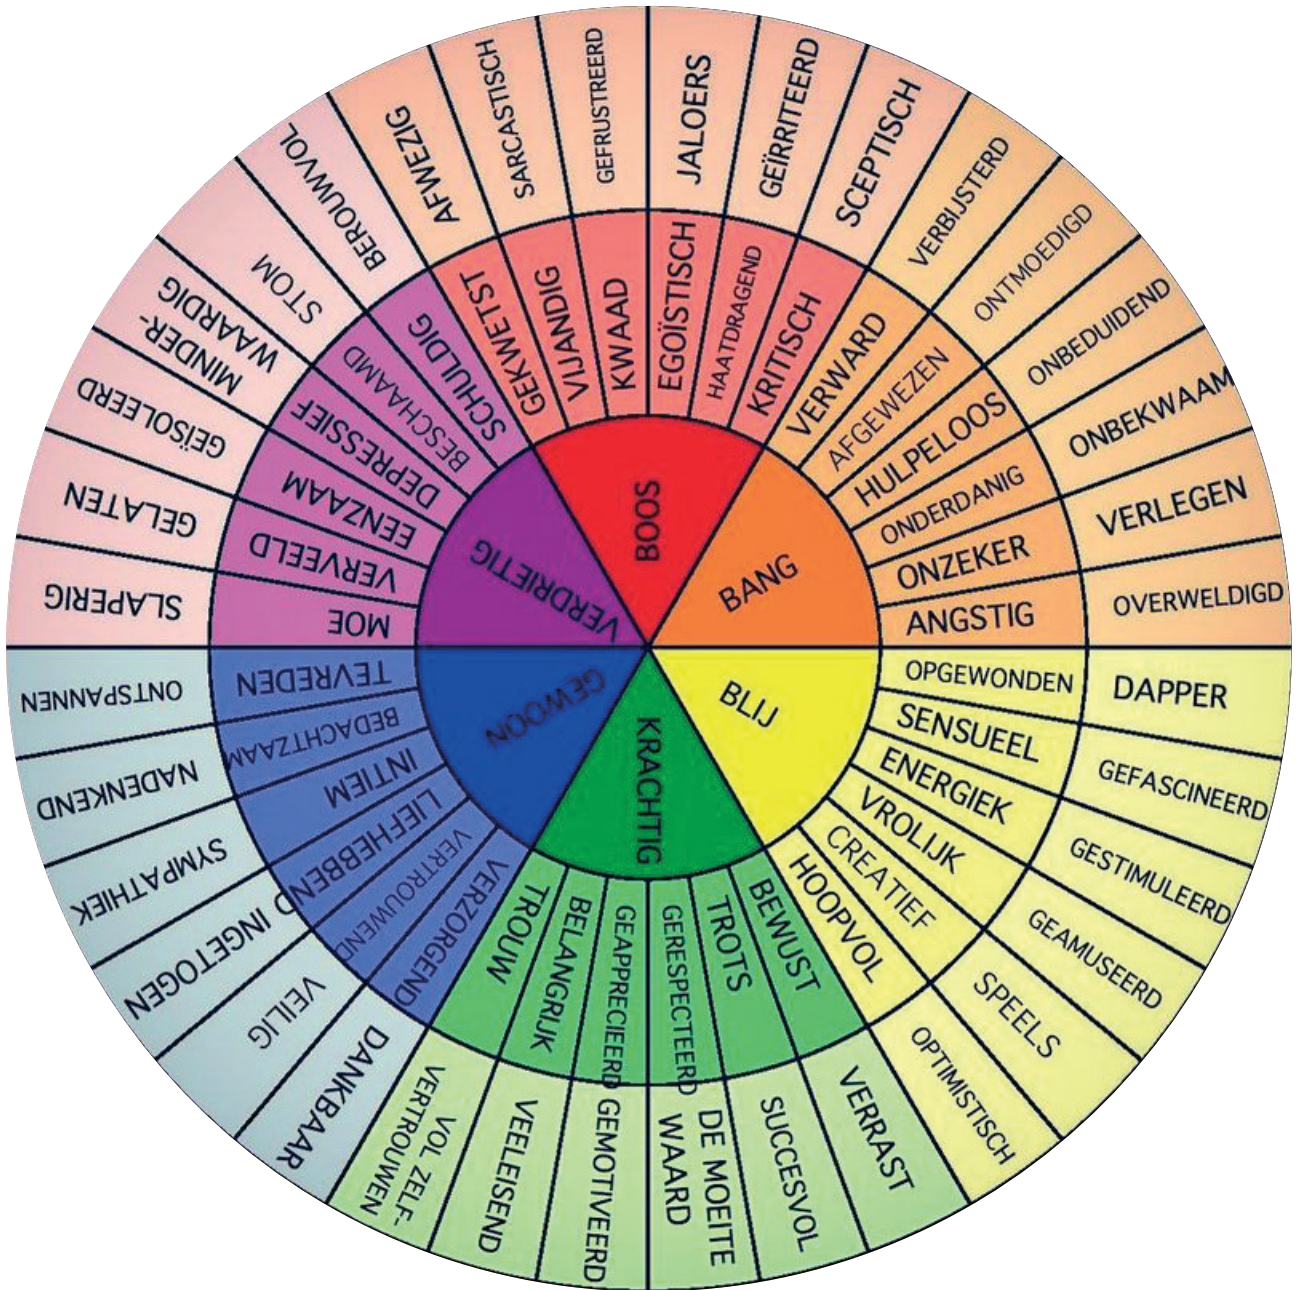 BOOS
BANG
BLIJ
KRACHTIG
GEWOON
VERDRIETIG
GEKWETST
VIJANDIG
KWAAD
EGOÏSTISCH
HAATDRAGEND
KRITISCH
VERWARD
AFGEWEZEN
HULPELOOS
ONDERDANIG
ONZEKER
ANGSTIG
OPGEWONDEN
SENSUEEL
ENERGIEK
VROLIJK
CREATIEF
HOOPVOL
BEWUST
TROTS
GERESPECTEERD
GEAPPRECIEERD
BELANGRIJK
TROUW
VERZORGEND
VERTROUWEND
LIEFHEBBEND
INTIEM
BEDACHTZAAM
TEVREDEN
MOE
VERVEELD
EENZAAM
DEPRESSIEF
BESCHAAMD
SCHULDIG
AFWEZIG
SARCASTISCH
GEFRUSTREERD
JALOERS
GEÏRRITEERD
SCEPTISCH
VERBIJSTERD
ONTMOEDIGD
ONBEDUIDEND
ONBEKWAAM
VERLEGEN
OVERWELDIGD
DAPPER
GEFASCINEERD
GESTIMULEERD
GEAMUSEERD
SPEELS
OPTIMISTISCH
VERRAST
SUCCESVOL
DE MOEITE
WAARD
GEMOTIVEERD
VEELEISEND
VOL ZELF-
VERTROUWEN
DANKBAAR
VEILIG
INGETOGEN
SYMPATHIEK
NADENKEND
ONTSPANNEN
SLAPERIG
GELATEN
GEÏSOLEERD
MINDER-
WAARDIG
STOM
BEROUWVOL